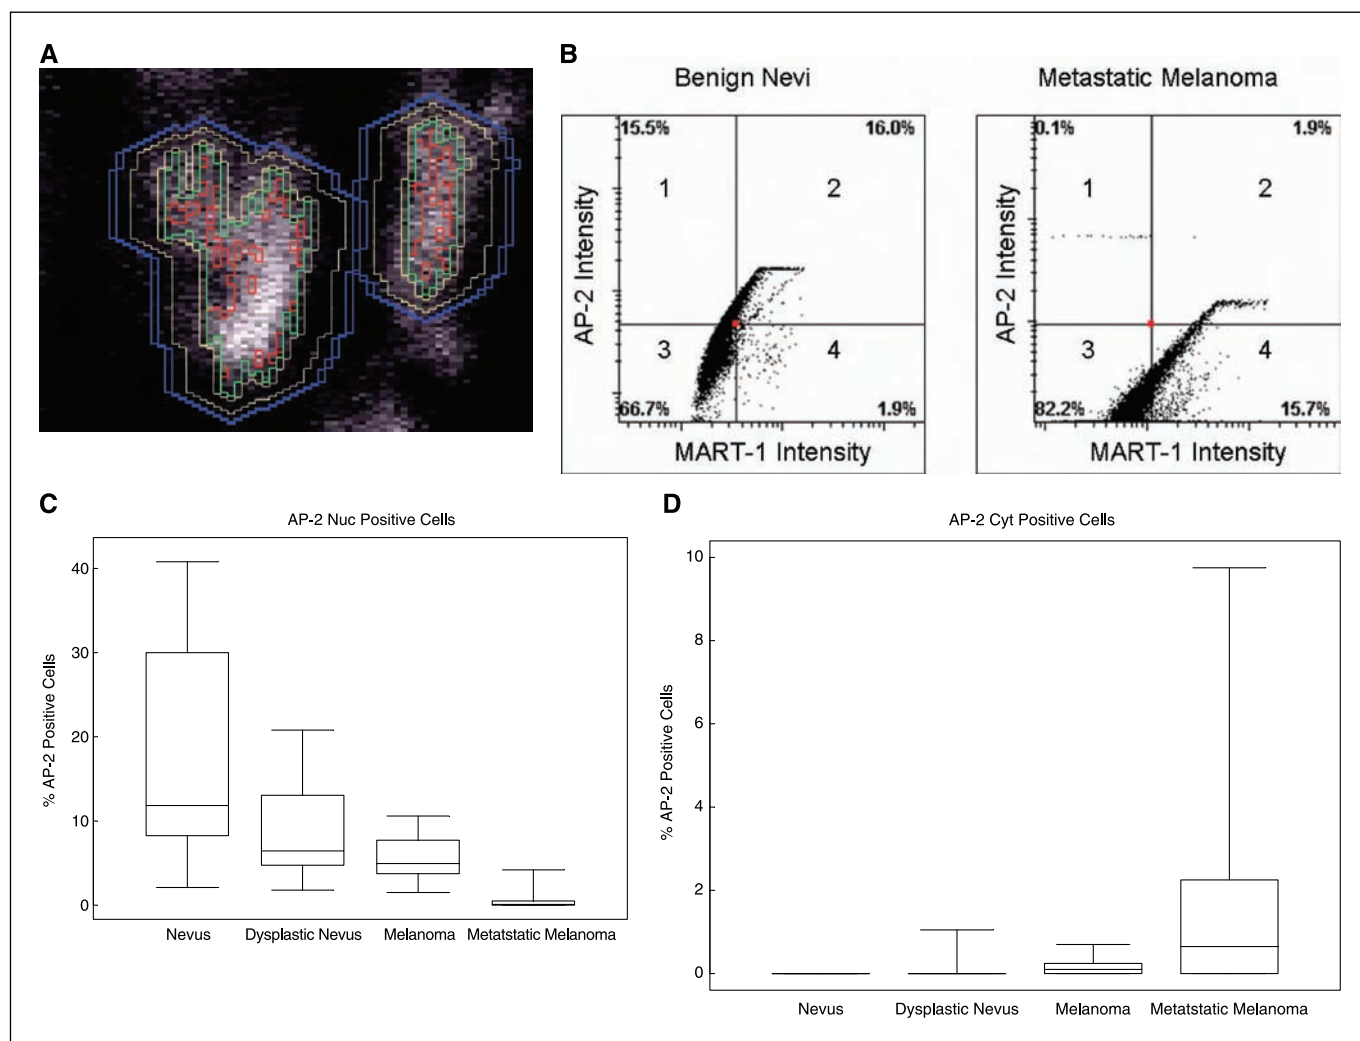 A
B
Benign Nevi
Metastatic Melanoma
15.5%
16.0%
1
2
3
4
66.7%
1.9%
AP-2 Intensity
MART-1 Intensity
0.1%
1.9%
1
2
3
4
82.2%
15.7%
AP-2 Intensity
MART-1 Intensity
C
AP-2 Nuc Positive Cells
% AP-2 Positive Cells
40
30
20
10
0
Nevus Dysplastic Nevus Melanoma Metatstatic Melanoma
D
AP-2 Cyt Positive Cells
% AP-2 Positive Cells
10
8
6
4
2
0
Nevus Dysplastic Nevus Melanoma Metatstatic Melanoma